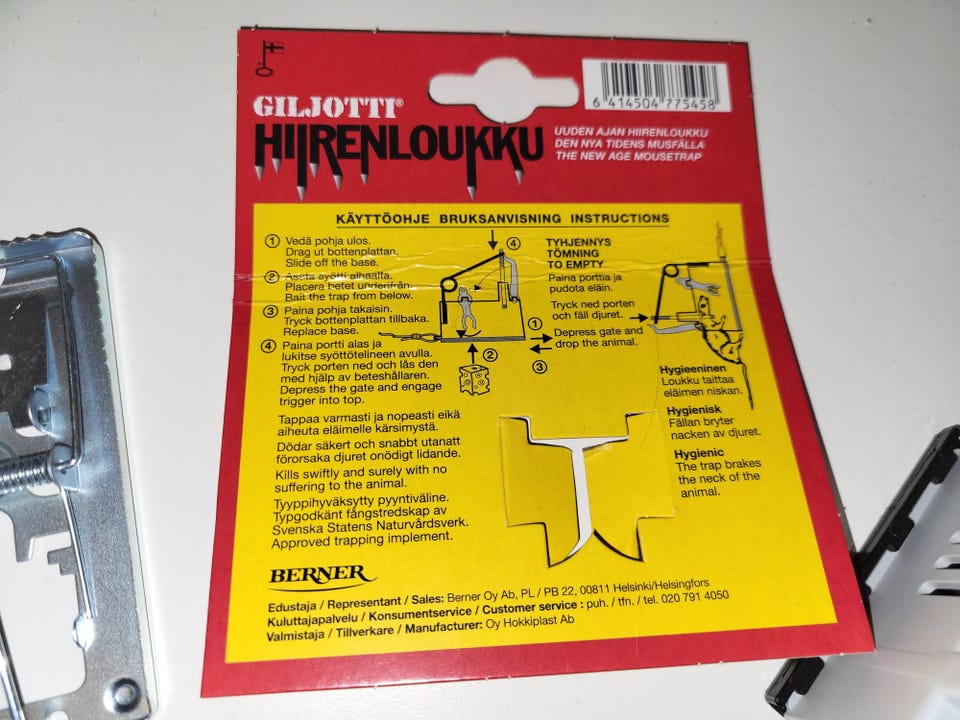 6 414504 775458
GILJOTTI®
HIIRENLOUKKU
UUDEN AJAN HIIRENLOUKKU
DEN NYA TIDENS MUSFÄLLA
THE NEW AGE MOUSETRAP
KÄYTTÖOHJE BRUKSANVISNING INSTRUCTIONS
① Vedä pohja ulos.
Drag ut bottenplattan.
Slide off the base.
② Aseta syötti alhaalta.
Placera betet underifrån.
Bait the trap from below.
③ Paina pohja takaisin.
Tryck bottenplattan tillbaka.
Replace base.
④ Paina portti alas ja
lukitse syöttötelineen avulla.
Tryck porten ned och lås den
med hjälp av beteshållaren.
Depress the gate and engage
trigger into top.
Tappaa varmasti ja nopeasti eikä
aiheuta eläimelle kärsimystä.
Dödar säkert och snabbt utanatt
förorsaka djuret onödigt lidande.
Kills swiftly and surely with no
suffering to the animal.
Tyyppihyväksytty pyyntiväline.
Typgodkänt fångstredskap av
Svenska Statens Naturvårdsverk.
Approved trapping implement.
④
①
②
③
TYHJENNYS
TÖMNING
TO EMPTY
Paina porttia ja
pudota eläin.
Tryck ned porten
och fäll djuret.
Depress gate and
drop the animal.
Hygieeninen
Loukku taittaa
eläimen niskan.
Hygienisk
Fällan bryter
nacken av djuret.
Hygienic
The trap brakes
the neck of the
animal.
BERNER
Edustaja / Representant / Sales: Berner Oy Ab, PL / PB 22, 00811 Helsinki/Helsingfors
Kuluttajapalvelu / Konsumentservice / Customer service : puh. / tfn. / tel. 020 791 4050
Valmistaja / Tillverkare / Manufacturer: Oy Hokkiplast Ab